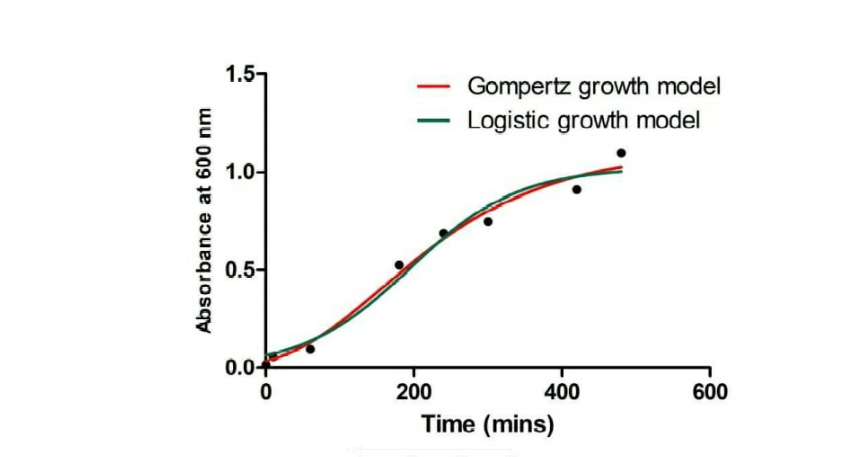 1.5
Gompertz growth model
Logistic growth model
1.0
Absorbance at 600 nm
0.5
0.0
0 200 400 600
Time (mins)